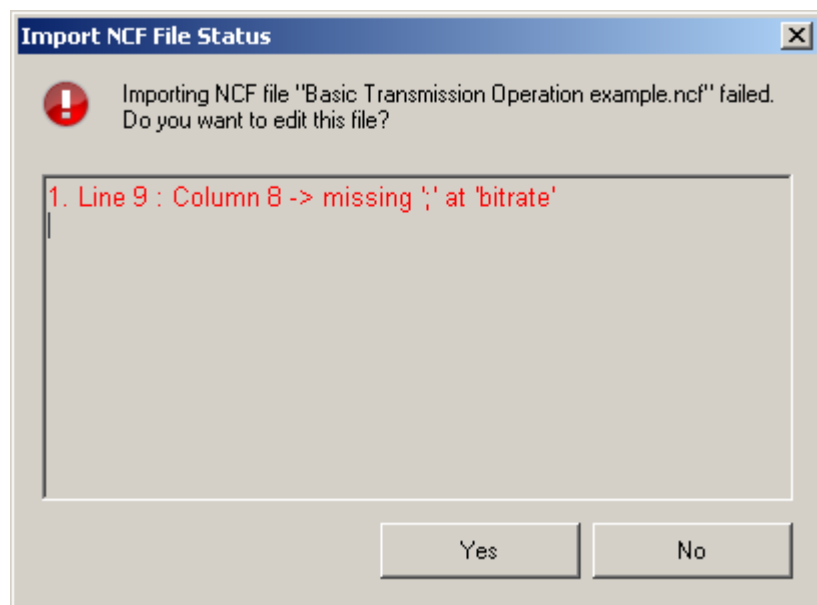 Import NCF File Status
Importing NCF file "Basic Transmission Operation example.ncf" failed.
Do you want to edit this file?
1. Line 9 : Column 8 -> missing ';' at 'bitrate'
Yes
No